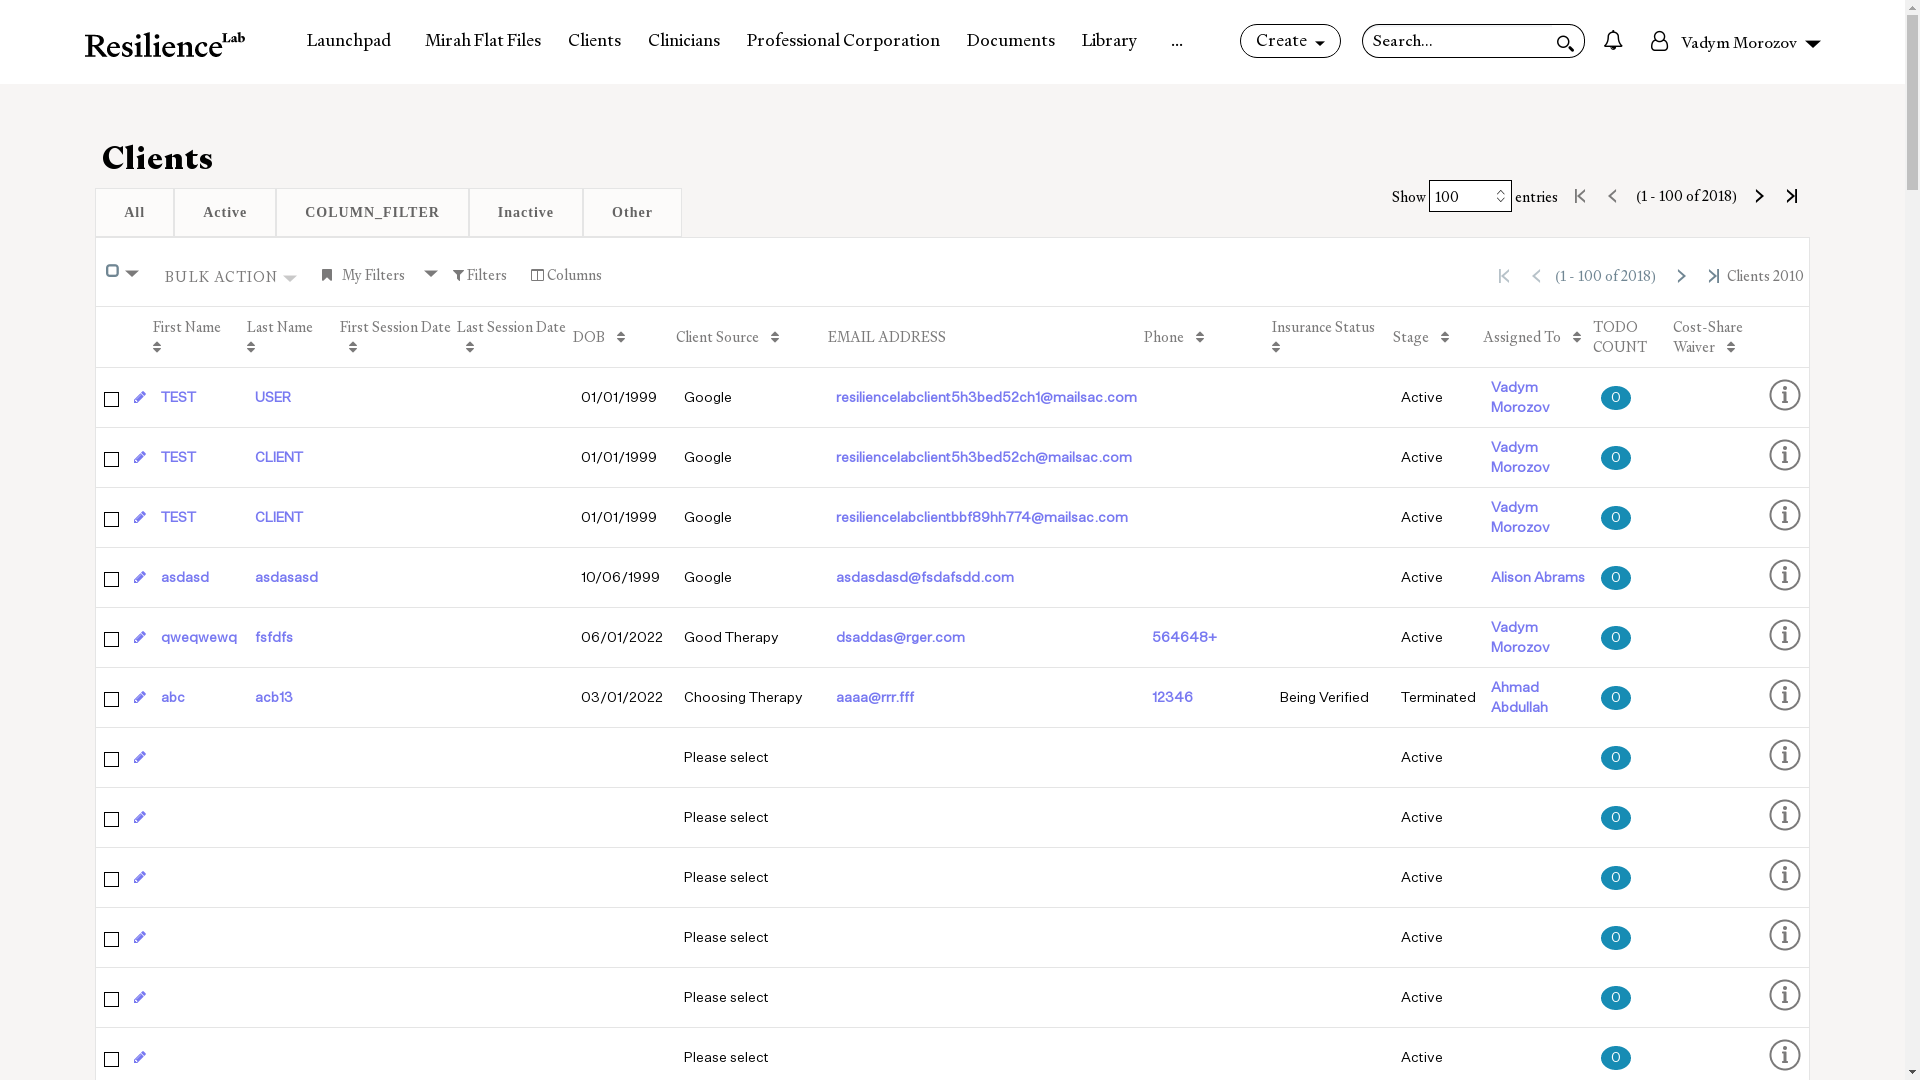 ResilienceLab
Launchpad Mirah Flat Files Clients Clinicians Professional Corporation Documents Library ... Create Search... Vadym Morozov
Clients
All Active COLUMN_FILTER Inactive Other
Show 100 entries (1 - 100 of 2018)
BULK ACTION My Filters Filters Columns (1 - 100 of 2018) Clients 2010
First Name Last Name First Session Date Last Session Date DOB Client Source EMAIL ADDRESS Phone Insurance Status Stage Assigned To TODO COUNT Cost-Share Waiver
TEST USER 01/01/1999 Google resiliencelabclient5h3bed52ch1@mailsac.com Active Vadym Morozov 0
TEST CLIENT 01/01/1999 Google resiliencelabclient5h3bed52ch@mailsac.com Active Vadym Morozov 0
TEST CLIENT 01/01/1999 Google resiliencelabclientbbf89hh774@mailsac.com Active Vadym Morozov 0
asdasd asdasasd 10/06/1999 Google asdasdasd@fsdafsdd.com Active Alison Abrams 0
qweqwewq fsfdfs 06/01/2022 Good Therapy dsaddas@rger.com 564648+ Active Vadym Morozov 0
abc acb13 03/01/2022 Choosing Therapy aaaa@rrr.fff 12346 Being Verified Terminated Ahmad Abdullah 0
Please select Active 0
Please select Active 0
Please select Active 0
Please select Active 0
Please select Active 0
Please select Active 0